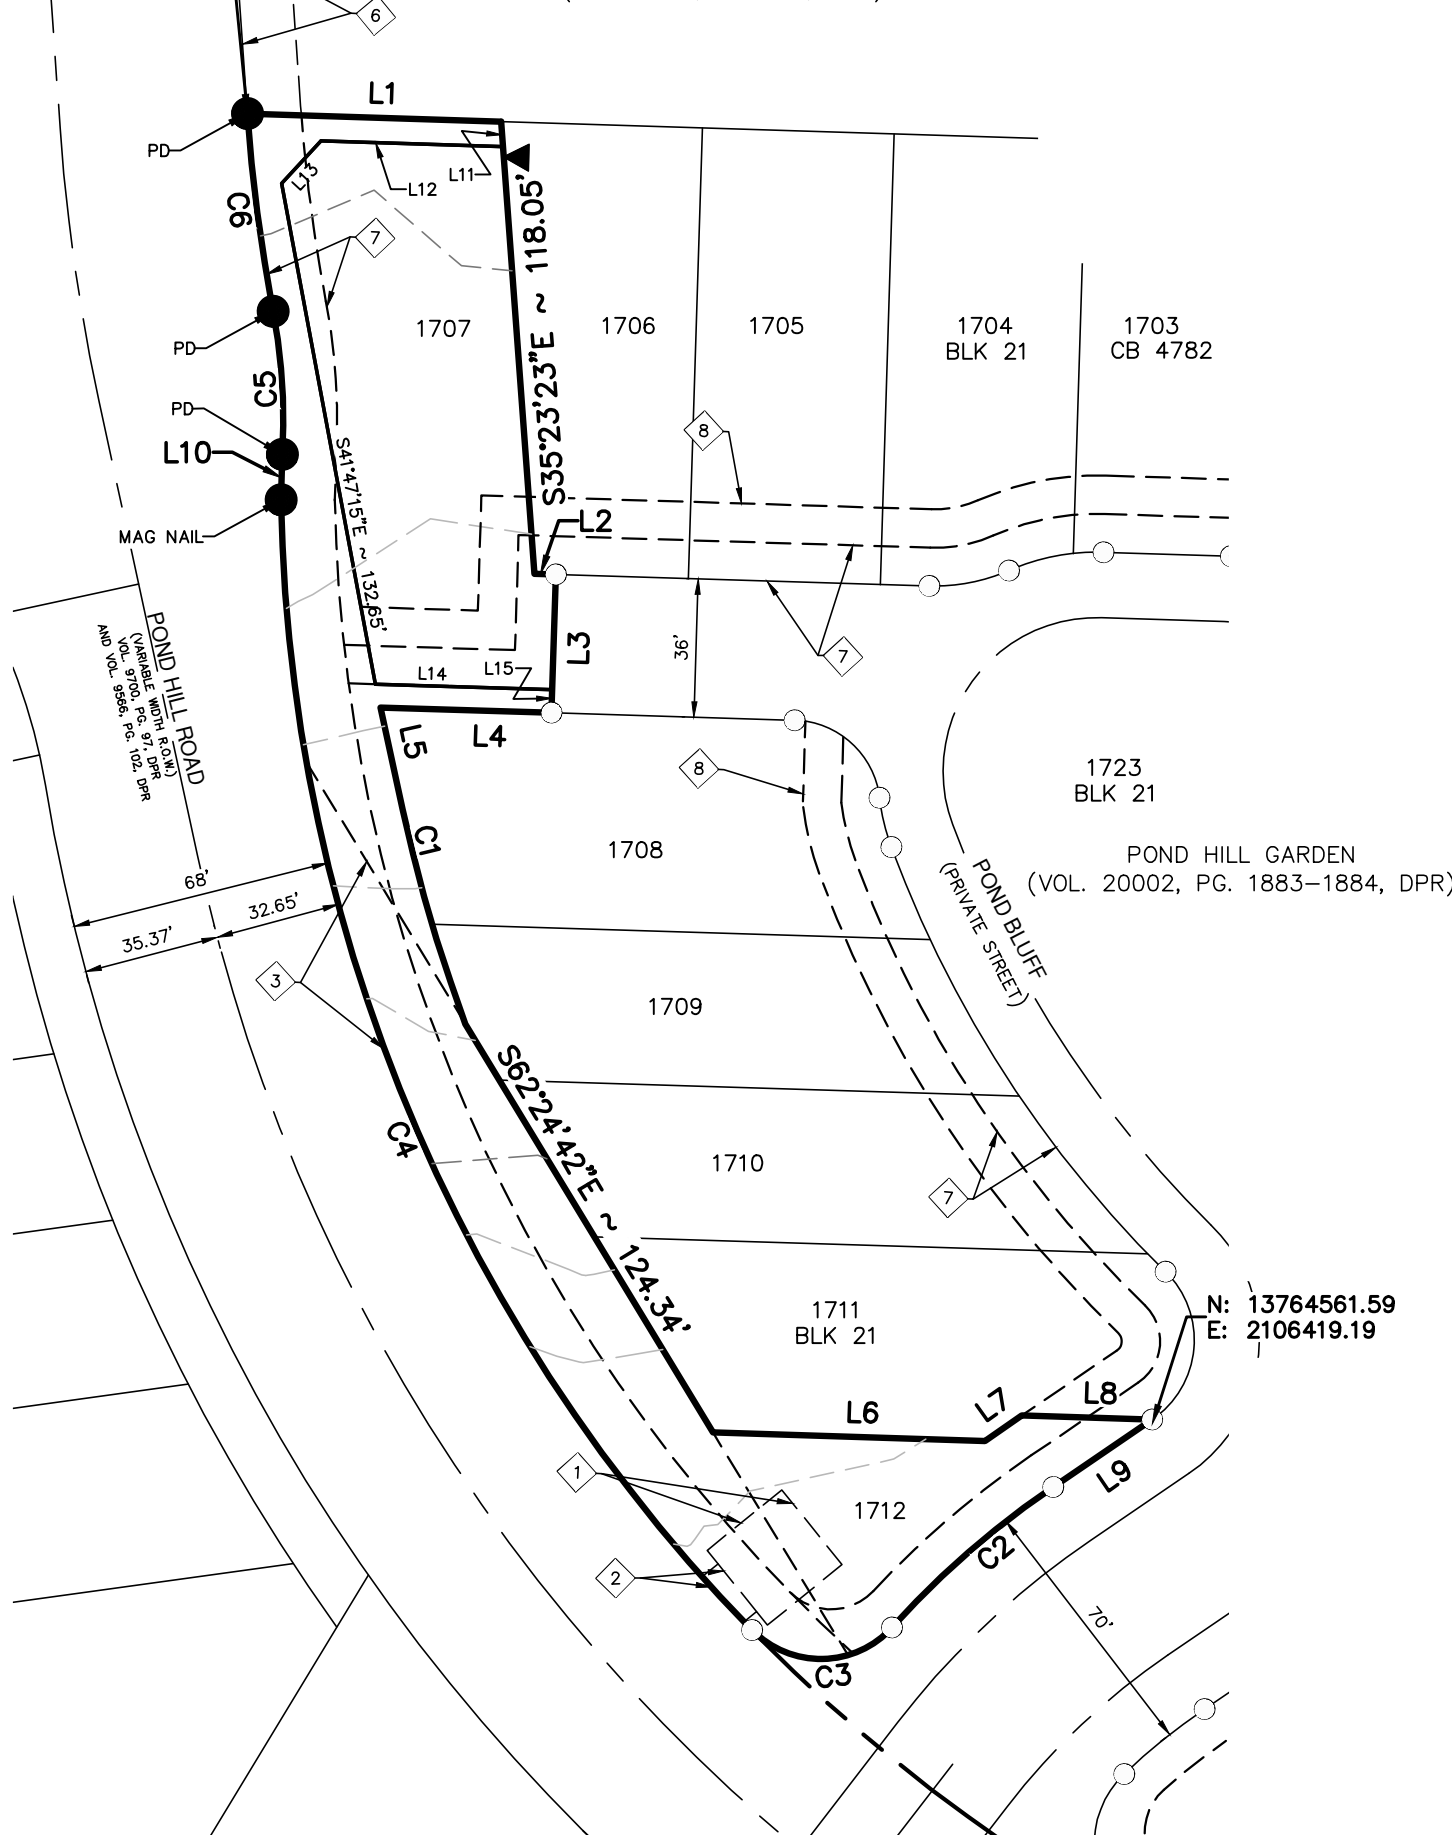 6
L1
PD
L13
L12
L11
C6
7
S35°23'23"E ~ 118.05'
1707
1706
1705
1704
BLK 21
1703
CB 4782
PD
C5
PD
L10
8
S41°47'15"E ~ 132.65'
MAG NAIL
L2
L3
36'
7
L14
L15
POND HILL ROAD
(VARIABLE WIDTH R.O.W.)
VOL. 9700, PG. 97, DPR
AND VOL. 9566, PG. 102, DPR
L5
L4
8
1723
BLK 21
C1
1708
POND HILL GARDEN
(VOL. 20002, PG. 1883-1884, DPR)
68'
32.65'
35.37'
POND BLUFF
(PRIVATE STREET)
3
1709
S62°24'42"E ~ 124.34'
C4
1710
7
1711
BLK 21
N: 13764561.59
E: 2106419.19
L6
L7
L8
L9
1
1712
C2
2
70'
C3